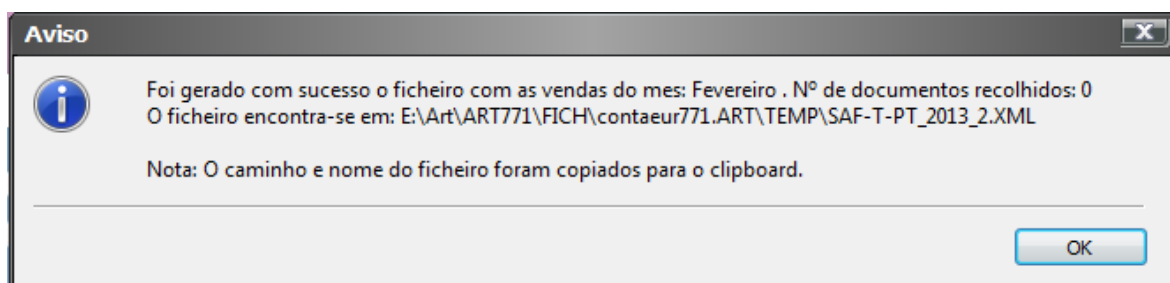 Aviso
Foi gerado com sucesso o ficheiro com as vendas do mes: Fevereiro . Nº de documentos recolhidos: 0
O ficheiro encontra-se em: E:\Art\ART771\FICH\contaeur771.ART\TEMP\SAF-T-PT_2013_2.XML
Nota: O caminho e nome do ficheiro foram copiados para o clipboard.
OK